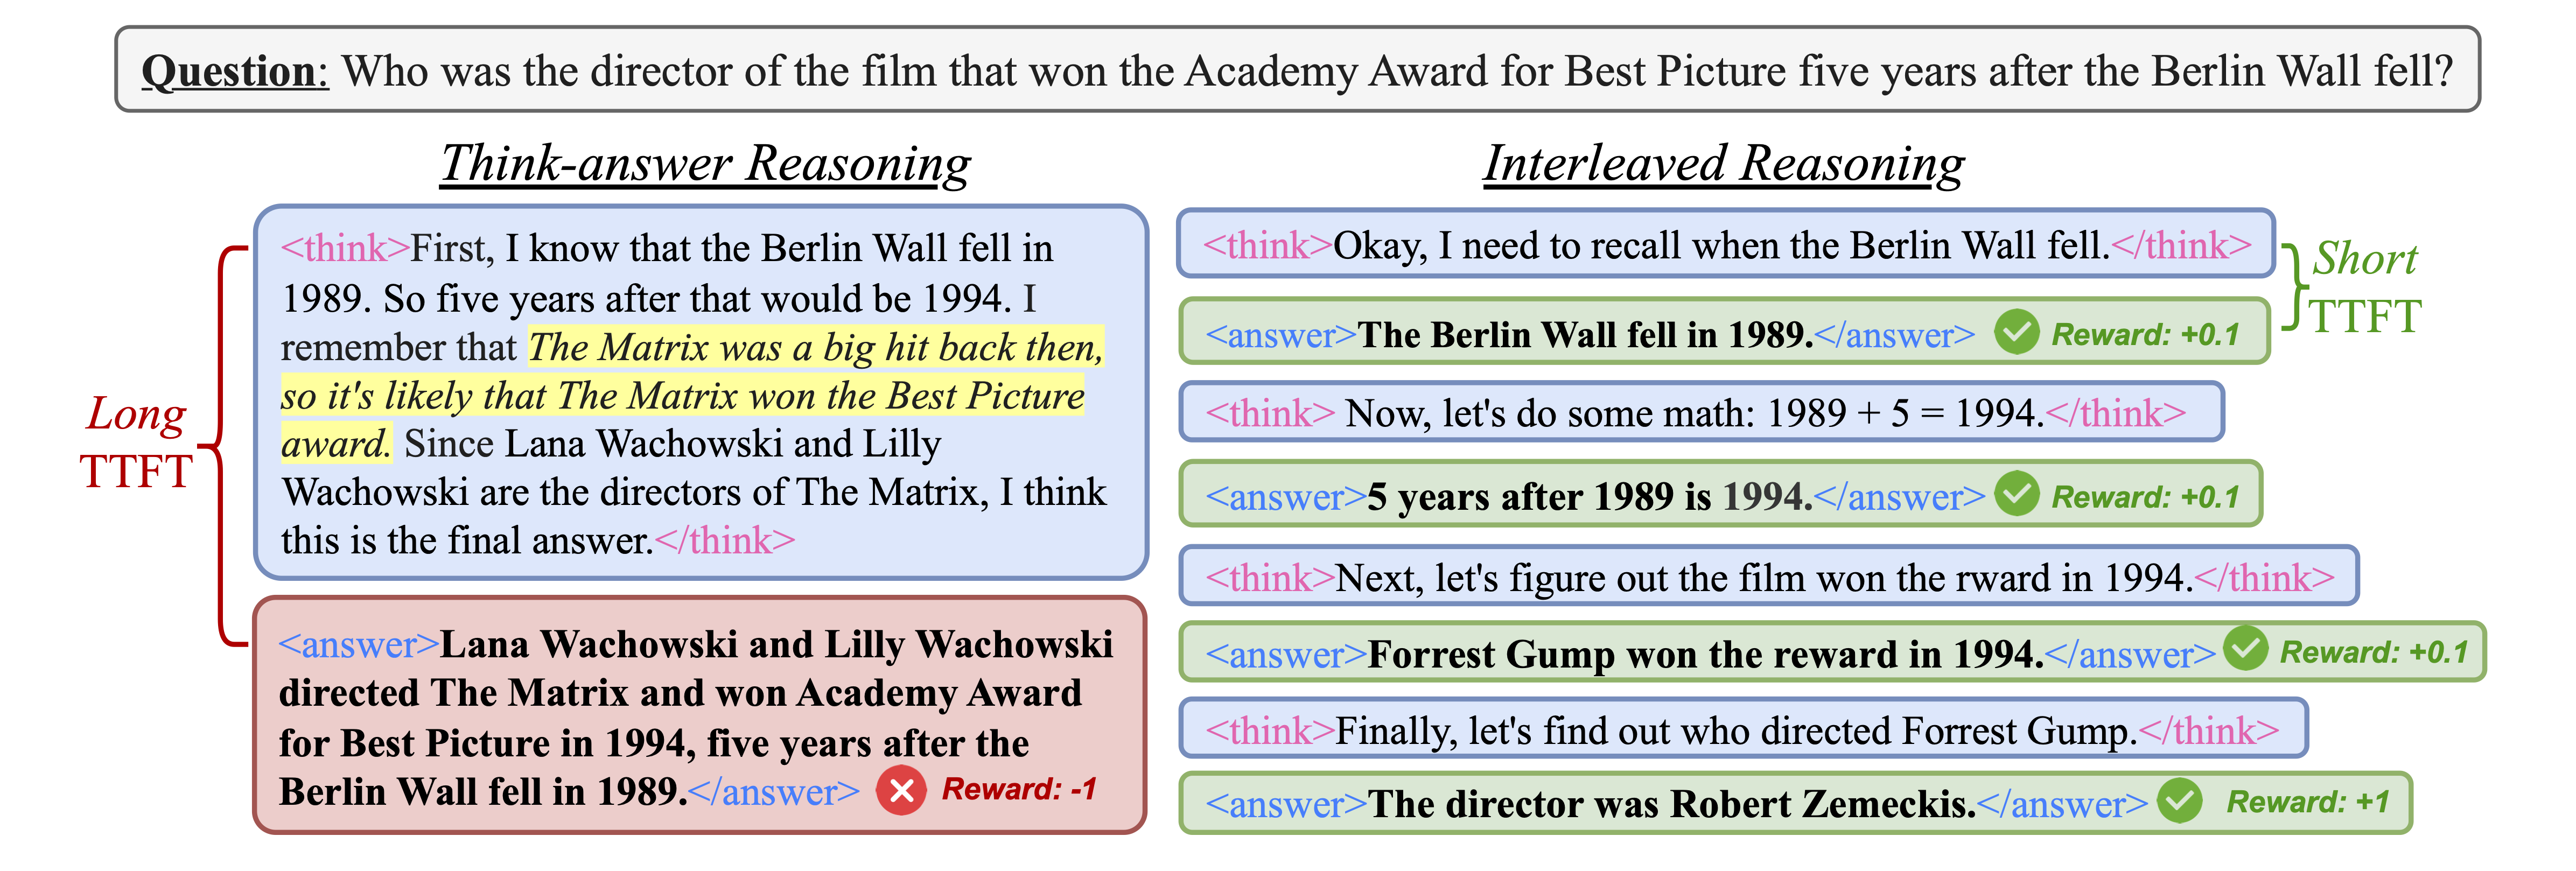 Question: Who was the director of the film that won the Academy Award for Best Picture five years after the Berlin Wall fell?
Think-answer Reasoning
Long
TTFT
<think>First, I know that the Berlin Wall fell in
1989. So five years after that would be 1994. I
remember that The Matrix was a big hit back then,
so it's likely that The Matrix won the Best Picture
award. Since Lana Wachowski and Lilly
Wachowski are the directors of The Matrix, I think
this is the final answer.</think>
<answer>Lana Wachowski and Lilly Wachowski
directed The Matrix and won Academy Award
for Best Picture in 1994, five years after the
Berlin Wall fell in 1989.</answer> Reward: -1
Interleaved Reasoning
<think>Okay, I need to recall when the Berlin Wall fell.</think>
Short
TTFT
<answer>The Berlin Wall fell in 1989.</answer> Reward: +0.1
<think> Now, let's do some math: 1989 + 5 = 1994.</think>
<answer>5 years after 1989 is 1994.</answer> Reward: +0.1
<think>Next, let's figure out the film won the rward in 1994.</think>
<answer>Forrest Gump won the reward in 1994.</answer> Reward: +0.1
<think>Finally, let's find out who directed Forrest Gump.</think>
<answer>The director was Robert Zemeckis.</answer> Reward: +1